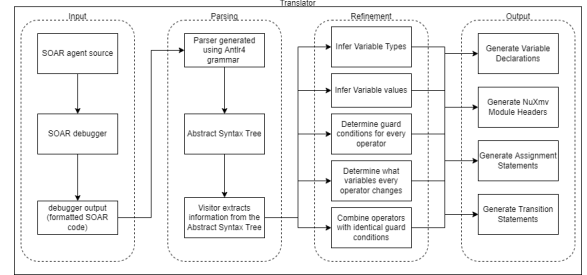 Translator
Input
SOAR agent source
SOAR debugger
debugger output
(formatted SOAR
code)
Parsing
Parser generated
using Antlr4
grammar
Abstract Syntax Tree
Visitor extracts
information from the
Abstract Syntax Tree
Refinement
Infer Variable Types
Infer Variable values
Determine guard
conditions for every
operator
Determine what
variables every
operator changes
Combine operators
with identical guard
conditions
Output
Generate Variable
Declarations
Generate NuXmv
Module Headers
Generate Assignment
Statements
Generate Transition
Statements